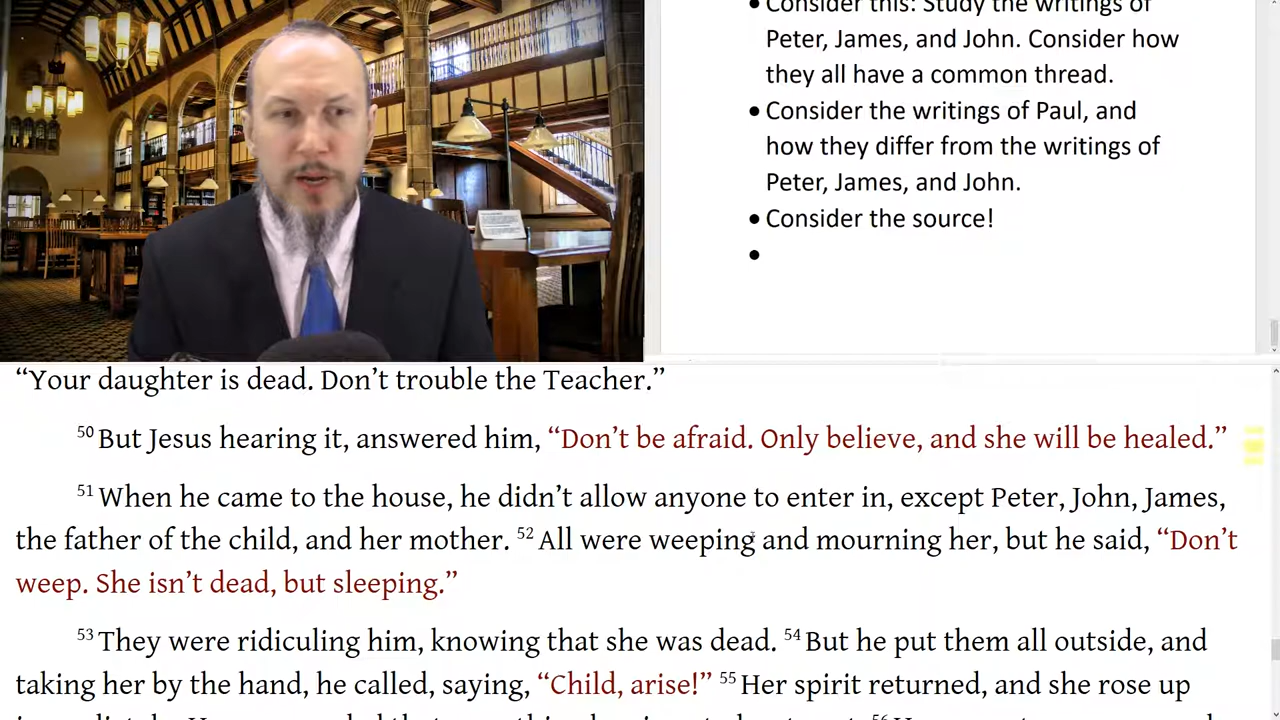 Consider this: Study the writings of
Peter, James, and John. Consider how
they all have a common thread.
• Consider the writings of Paul, and
how they differ from the writings of
Peter, James, and John.
• Consider the source!
•
“Your daughter is dead. Don’t trouble the Teacher.”
50 But Jesus hearing it, answered him, “Don’t be afraid. Only believe, and she will be healed.”
51 When he came to the house, he didn’t allow anyone to enter in, except Peter, John, James,
the father of the child, and her mother. 52 All were weeping and mourning her, but he said, “Don’t
weep. She isn’t dead, but sleeping.”
53 They were ridiculing him, knowing that she was dead. 54 But he put them all outside, and
taking her by the hand, he called, saying, “Child, arise!” 55 Her spirit returned, and she rose up